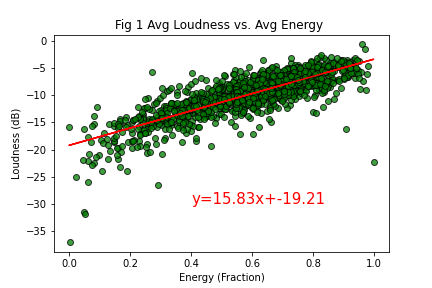 Fig 1 Avg Loudness vs. Avg Energy
0
−5
−10
−15
−20
−25
−30
−35
Loudness (dB)
y=15.83x+-19.21
0.0 0.2 0.4 0.6 0.8 1.0
Energy (Fraction)